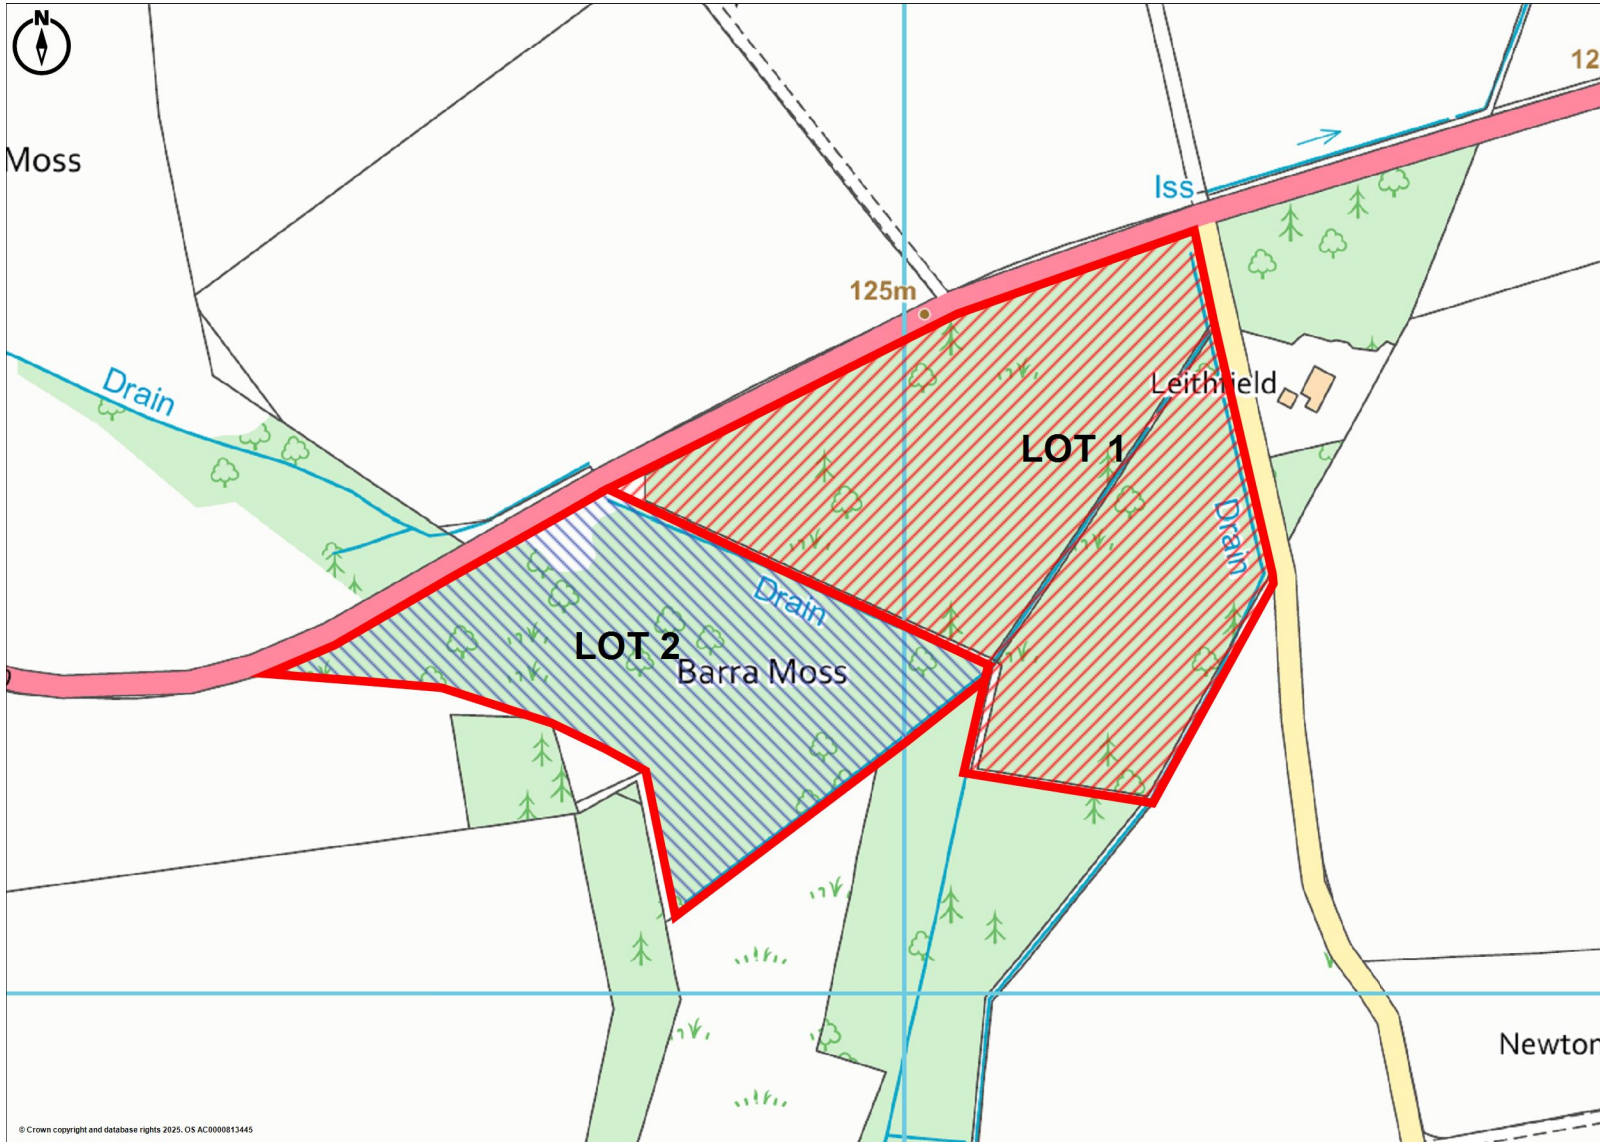 N
12
Moss
Iss
125m
Drain
Leithfield
LOT 1
Drain
Drain
LOT 2
Barra Moss
Newton
© Crown copyright and database rights 2025. OS AC0000813445